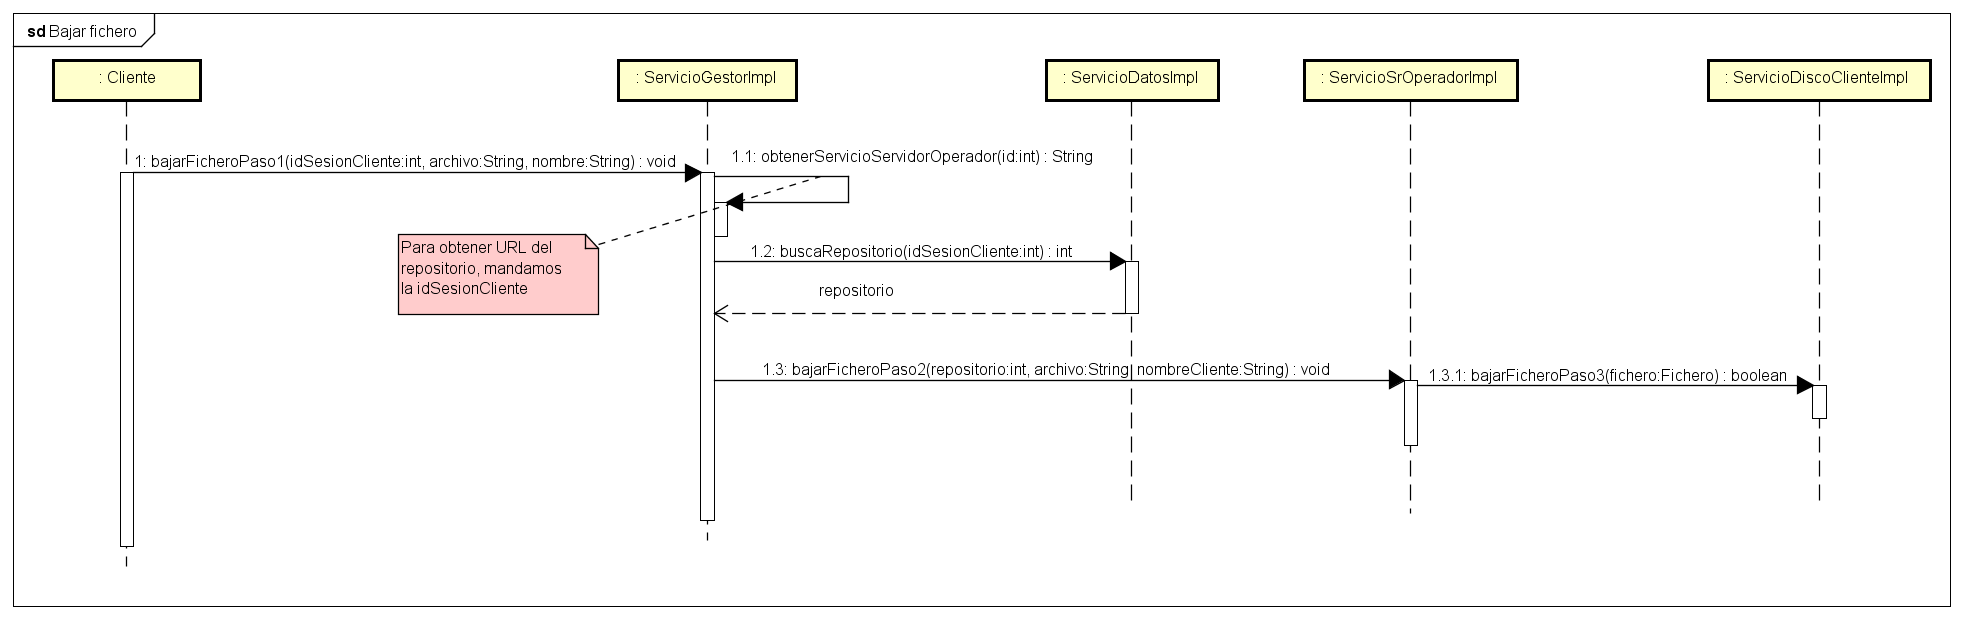 sd Bajar fichero
: Cliente
: ServicioGestorImpl
: ServicioDatosImpl
: ServicioSrOperadorImpl
: ServicioDiscoClienteImpl
1: bajarFicheroPaso1(idSesionCliente:int, archivo:String, nombre:String) : void
1.1: obtenerServicioServidorOperador(id:int) : String
Para obtener URL del
repositorio, mandamos
la idSesionCliente
1.2: buscaRepositorio(idSesionCliente:int) : int
repositorio
1.3: bajarFicheroPaso2(repositorio:int, archivo:String, nombreCliente:String) : void
1.3.1: bajarFicheroPaso3(fichero:Fichero) : boolean